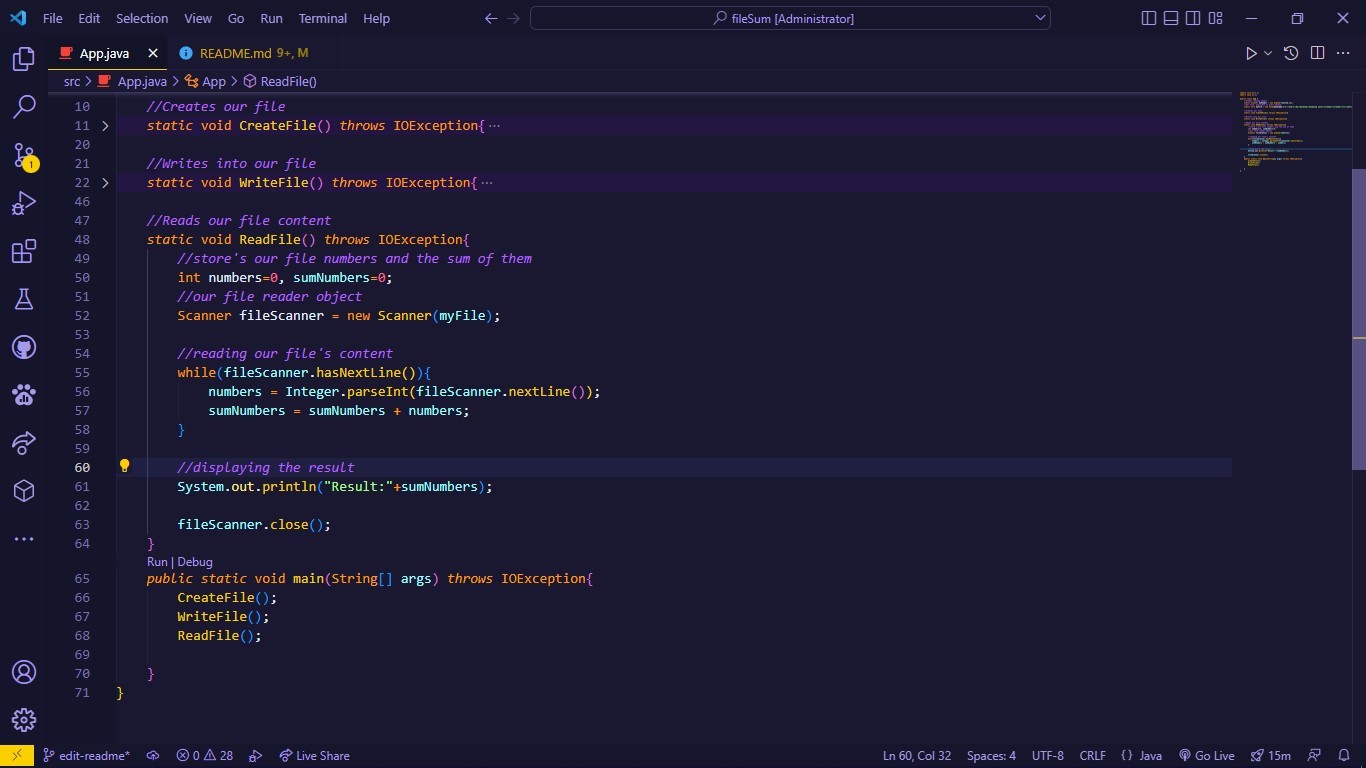 File Edit Selection View Go Run Terminal Help fileSum [Administrator]
App.java README.md 9+, M
src > App.java > App > ReadFile()
10 //Creates our file
11 static void CreateFile() throws IOException{ ···
20
21 //Writes into our file
22 static void WriteFile() throws IOException{ ···
46
47 //Reads our file content
48 static void ReadFile() throws IOException{
49 //store's our file numbers and the sum of them
50 int numbers=0, sumNumbers=0;
51 //our file reader object
52 Scanner fileScanner = new Scanner(myFile);
53
54 //reading our file's content
55 while(fileScanner.hasNextLine()){
56 numbers = Integer.parseInt(fileScanner.nextLine());
57 sumNumbers = sumNumbers + numbers;
58 }
59
60 //displaying the result
61 System.out.println("Result:"+sumNumbers);
62
63 fileScanner.close();
64 }
Run | Debug
65 public static void main(String[] args) throws IOException{
66 CreateFile();
67 WriteFile();
68 ReadFile();
69
70 }
71 }
1
edit-readme* 0 28 Live Share Ln 60, Col 32 Spaces: 4 UTF-8 CRLF {} Java Go Live 15m